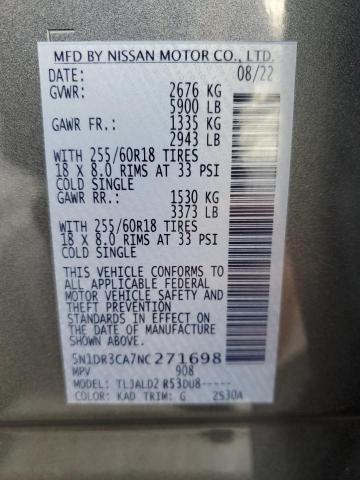 MFD BY NISSAN MOTOR CO., LTD.
DATE: 08/22
GVWR: 2676 KG
5900 LB
GAWR FR.: 1335 KG
2943 LB
WITH 255/60R18 TIRES
18 X 8.0 RIMS AT 33 PSI
COLD SINGLE
GAWR RR.: 1530 KG
3373 LB
WITH 255/60R18 TIRES
18 X 8.0 RIMS AT 33 PSI
COLD SINGLE
THIS VEHICLE CONFORMS TO
ALL APPLICABLE FEDERAL
MOTOR VEHICLE SAFETY AND
THEFT PREVENTION
STANDARDS IN EFFECT ON
THE DATE OF MANUFACTURE
SHOWN ABOVE.
5N1DR3CA7NC271698
MPV 908
MODEL: TL3ALD2 R53DU8-----
COLOR: KAD TRIM: G 2530A